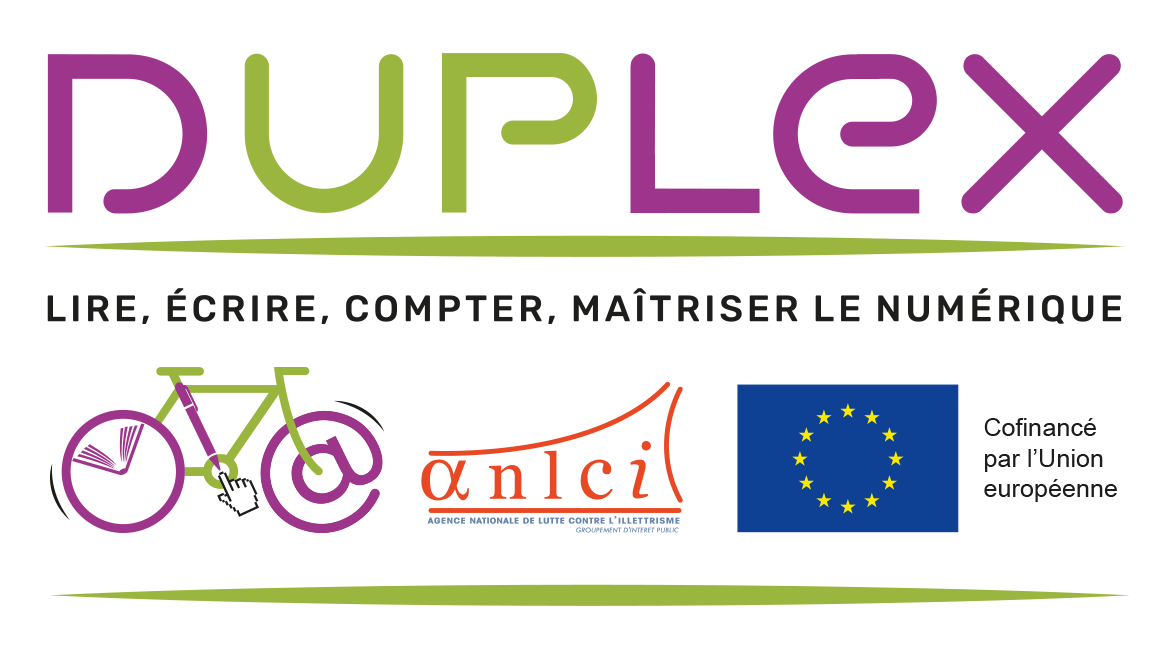 DUPLEX
LIRE, ÉCRIRE, COMPTER, MAÎTRISER LE NUMÉRIQUE
@
anlci
AGENCE NATIONALE DE LUTTE CONTRE L'ILLETTRISME
GROUPEMENT D'INTERET PUBLIC
Cofinancé
par l'Union
européenne